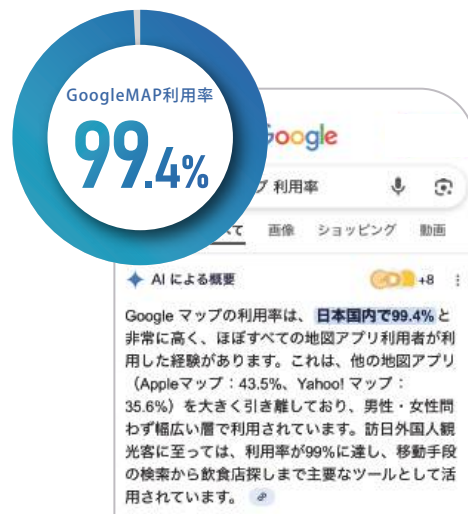 GoogleMAP利用率
99.4%
Google
プ 利用率
て 画像 ショッピング 動画
AI による概要 +8
Google マップの利用率は、日本国内で99.4%と
非常に高く、ほぼすべての地図アプリ利用者が利
用した経験があります。これは、他の地図アプリ
（Appleマップ：43.5%、Yahoo! マップ：
35.6%）を大きく引き離しており、男性・女性問
わず幅広い層で利用されています。訪日外国人観
光客に至っては、利用率が99%に達し、移動手段
の検索から飲食店探しまで主要なツールとして活
用されています。